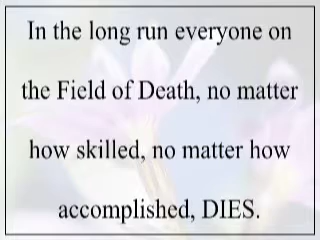 In the long run everyone on
the Field of Death, no matter
how skilled, no matter how
accomplished, DIES.